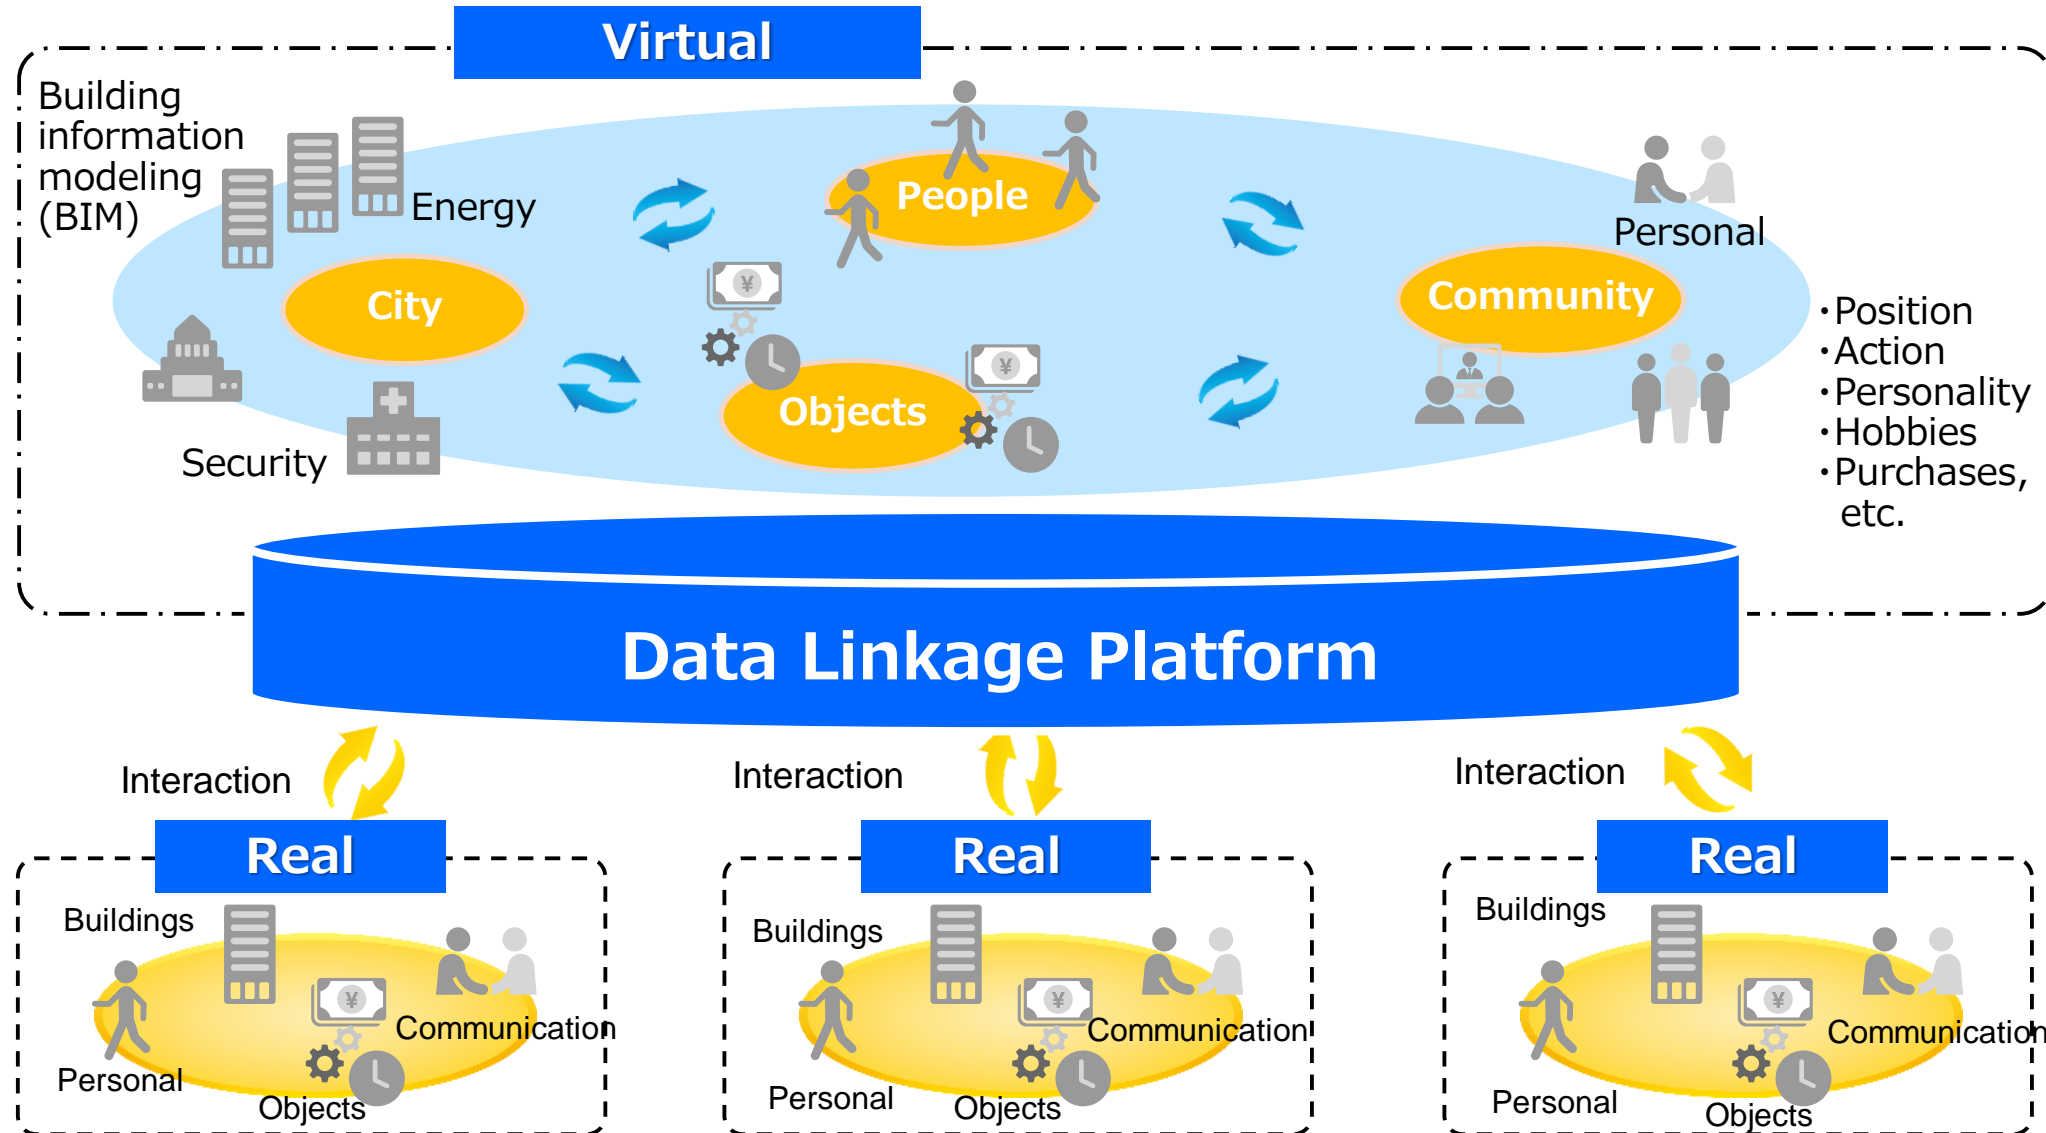 Virtual
Building
information
modeling
(BIM)
Energy
People
Personal
City
¥
Community
・Position
・Action
・Personality
・Hobbies
・Purchases,
etc.
¥
Objects
Security
Data Linkage Platform
Interaction
Interaction
Interaction
Real
Buildings
¥
Communication
Personal
Objects
Real
Buildings
¥
Communication
Personal
Objects
Real
Buildings
¥
Communication
Personal
Objects